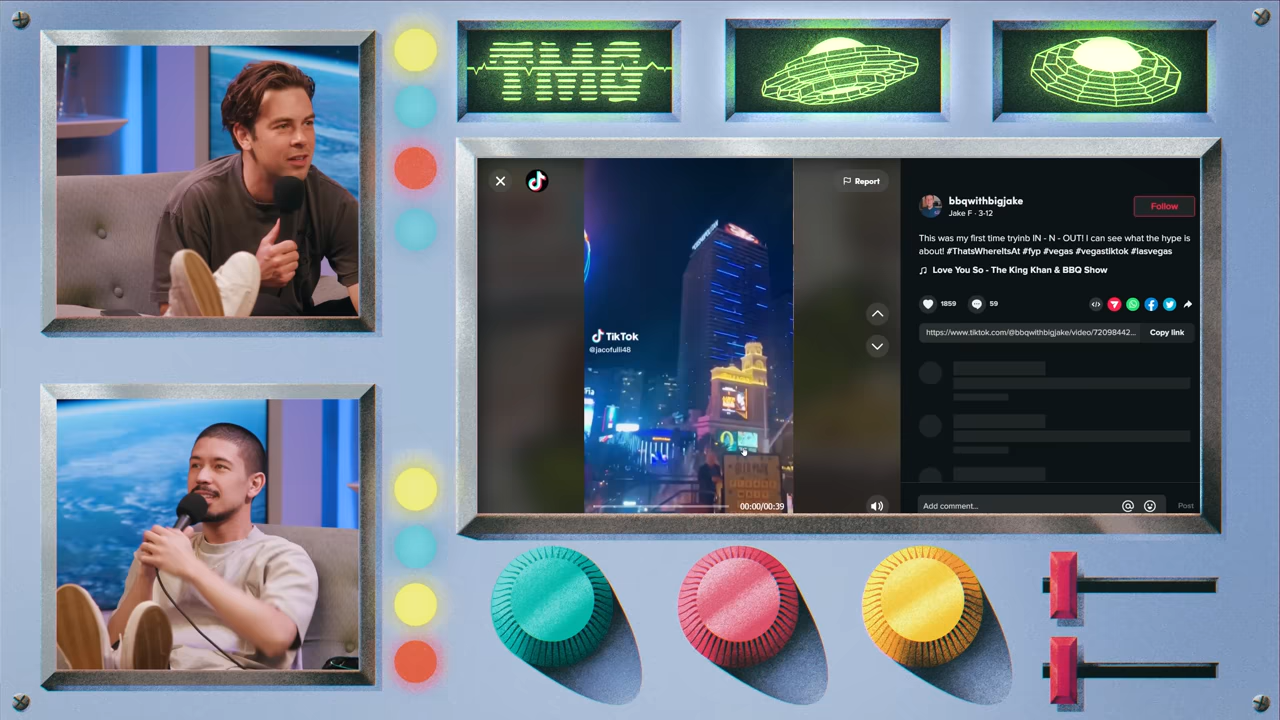 TMG
Report
TikTok
@jacofulli48
00:00/00:39
bbqwithbigjake
Jake F · 3-12
Follow
This was my first time tryinb IN - N - OUT! I can see what the hype is
about! #ThatsWhereItsAt #fyp #vegas #vegastiktok #lasvegas
Love You So - The King Khan & BBQ Show
1859
59
https://www.tiktok.com/@bbqwithbigjake/video/72098442...
Copy link
Add comment...
Post